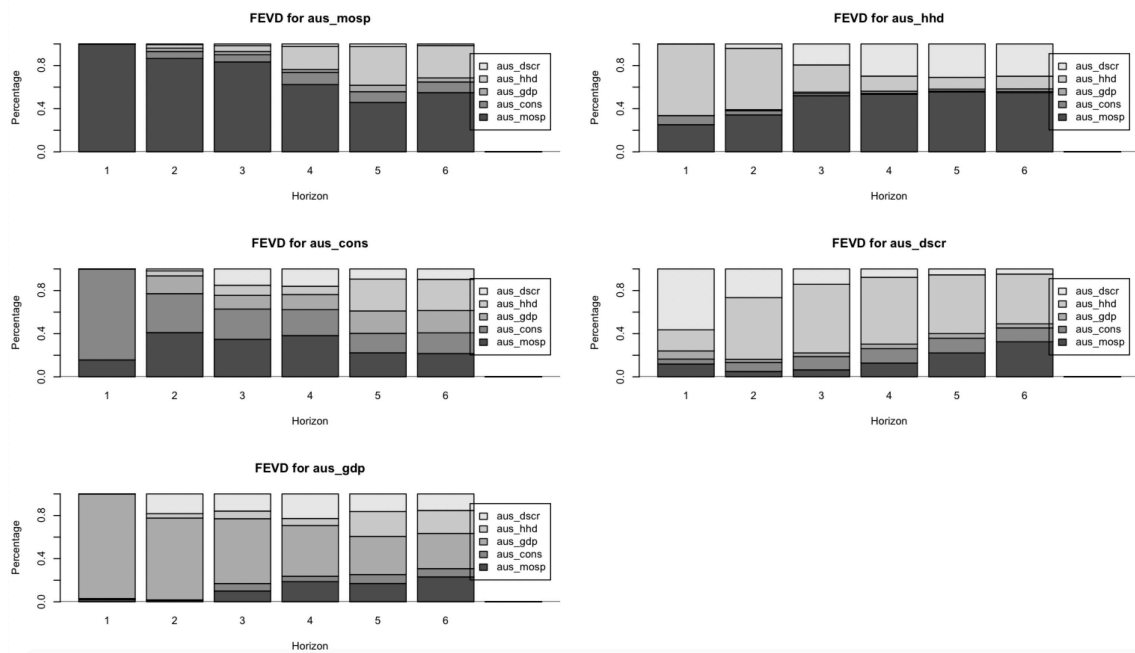 FEVD for aus_mosp
Percentage
0.8
0.4
0.0
aus_dscr
aus_hhd
aus_gdp
aus_cons
aus_mosp
1 2 3 4 5 6
Horizon
FEVD for aus_hhd
Percentage
0.8
0.4
0.0
aus_dscr
aus_hhd
aus_gdp
aus_cons
aus_mosp
1 2 3 4 5 6
Horizon
FEVD for aus_cons
Percentage
0.8
0.4
0.0
aus_dscr
aus_hhd
aus_gdp
aus_cons
aus_mosp
1 2 3 4 5 6
Horizon
FEVD for aus_dscr
Percentage
0.8
0.4
0.0
aus_dscr
aus_hhd
aus_gdp
aus_cons
aus_mosp
1 2 3 4 5 6
Horizon
FEVD for aus_gdp
Percentage
0.8
0.4
0.0
aus_dscr
aus_hhd
aus_gdp
aus_cons
aus_mosp
1 2 3 4 5 6
Horizon